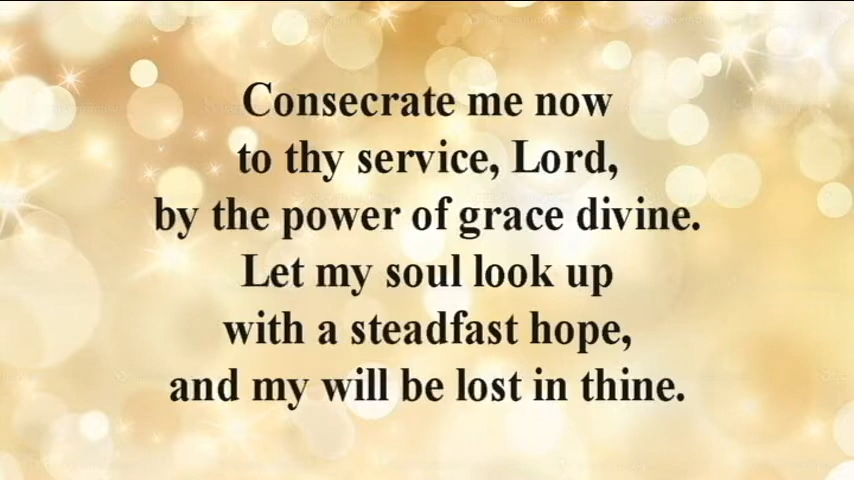 Consecrate me now
to thy service, Lord,
by the power of grace divine.
Let my soul look up
with a steadfast hope,
and my will be lost in thine.